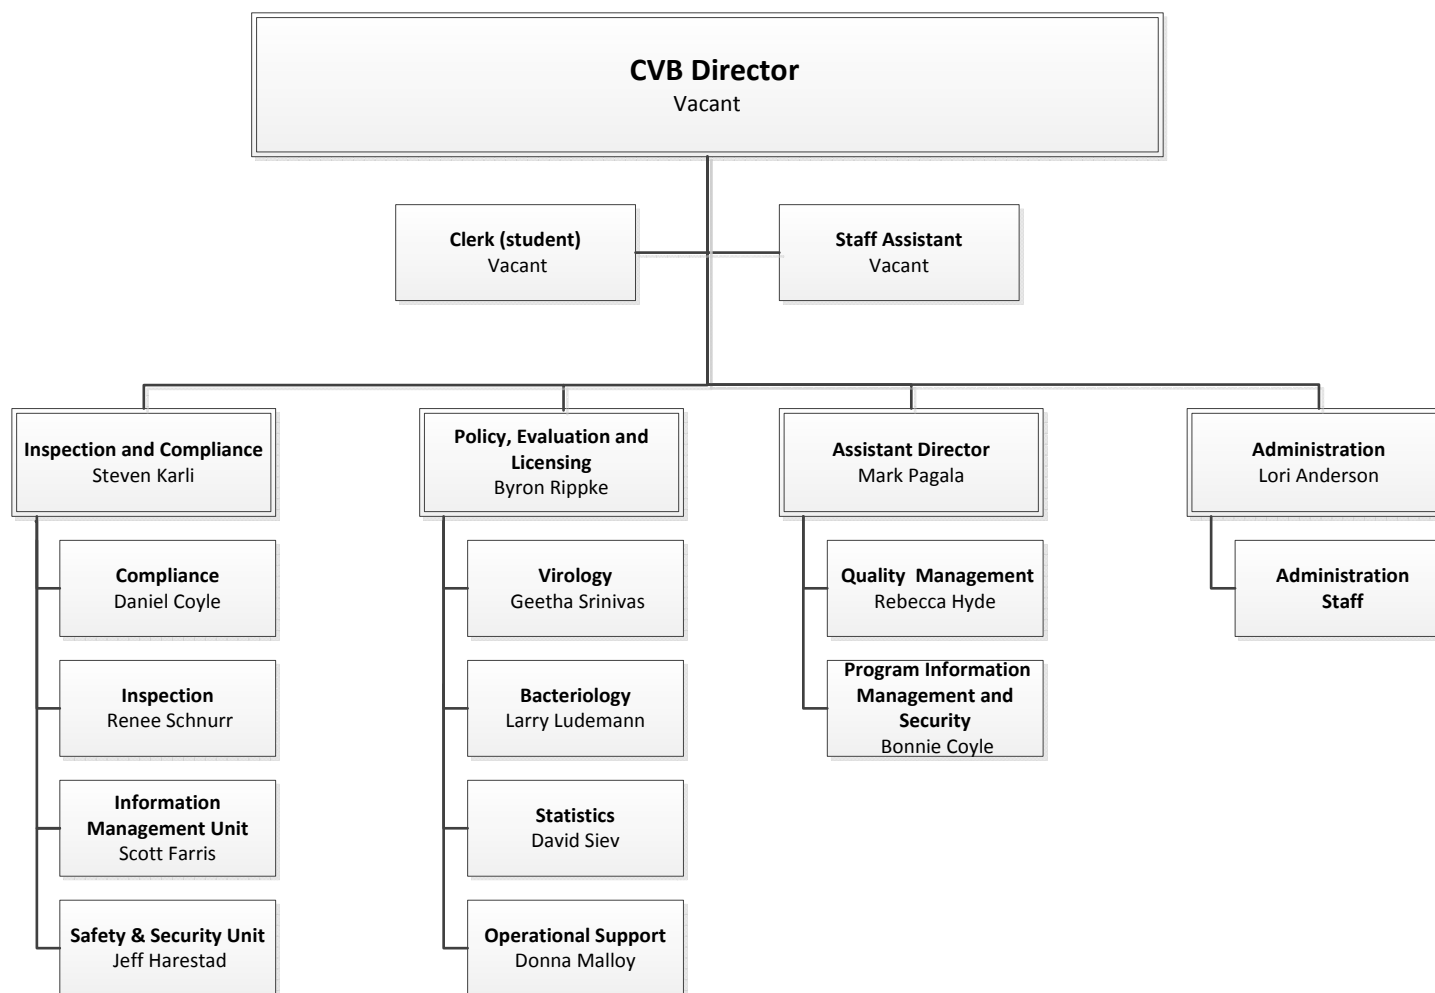 CVB Director
Vacant
Clerk (student)
Vacant
Staff Assistant
Vacant
Inspection and Compliance
Steven Karli
Policy, Evaluation and
Licensing
Byron Rippke
Assistant Director
Mark Pagala
Administration
Lori Anderson
Compliance
Daniel Coyle
Virology
Geetha Srinivas
Quality  Management
Rebecca Hyde
Administration
Staff
Inspection
Renee Schnurr
Bacteriology
Larry Ludemann
Program Information
Management and
Security
Bonnie Coyle
Information
Management Unit
Scott Farris
Statistics
David Siev
Safety & Security Unit
Jeff Harestad
Operational Support
Donna Malloy